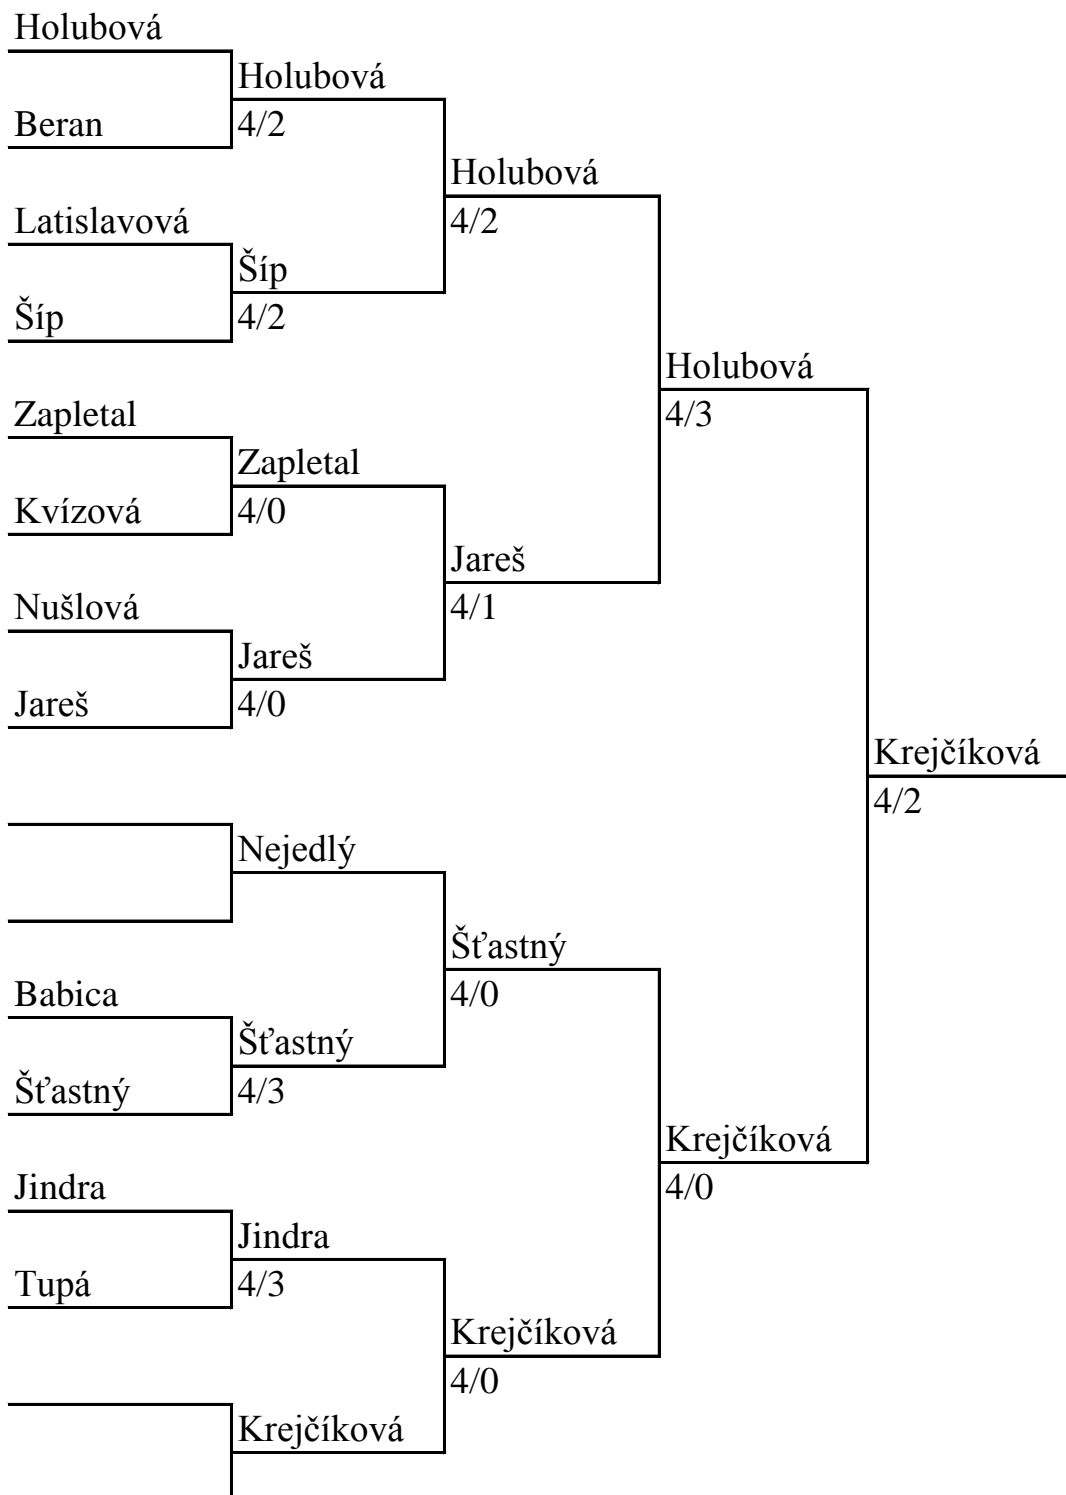 Holubová
Holubová
Beran
4/2
Holubová
Latislavová
4/2
Šíp
Šíp
4/2
Holubová
Zapletal
4/3
Zapletal
Kvízová
4/0
Jareš
Nušlová
4/1
Jareš
Jareš
4/0
Krejčíková
4/2
Nejedlý
Šťastný
Babica
4/0
Šťastný
Šťastný
4/3
Krejčíková
Jindra
4/0
Jindra
Tupá
4/3
Krejčíková
4/0
Krejčíková